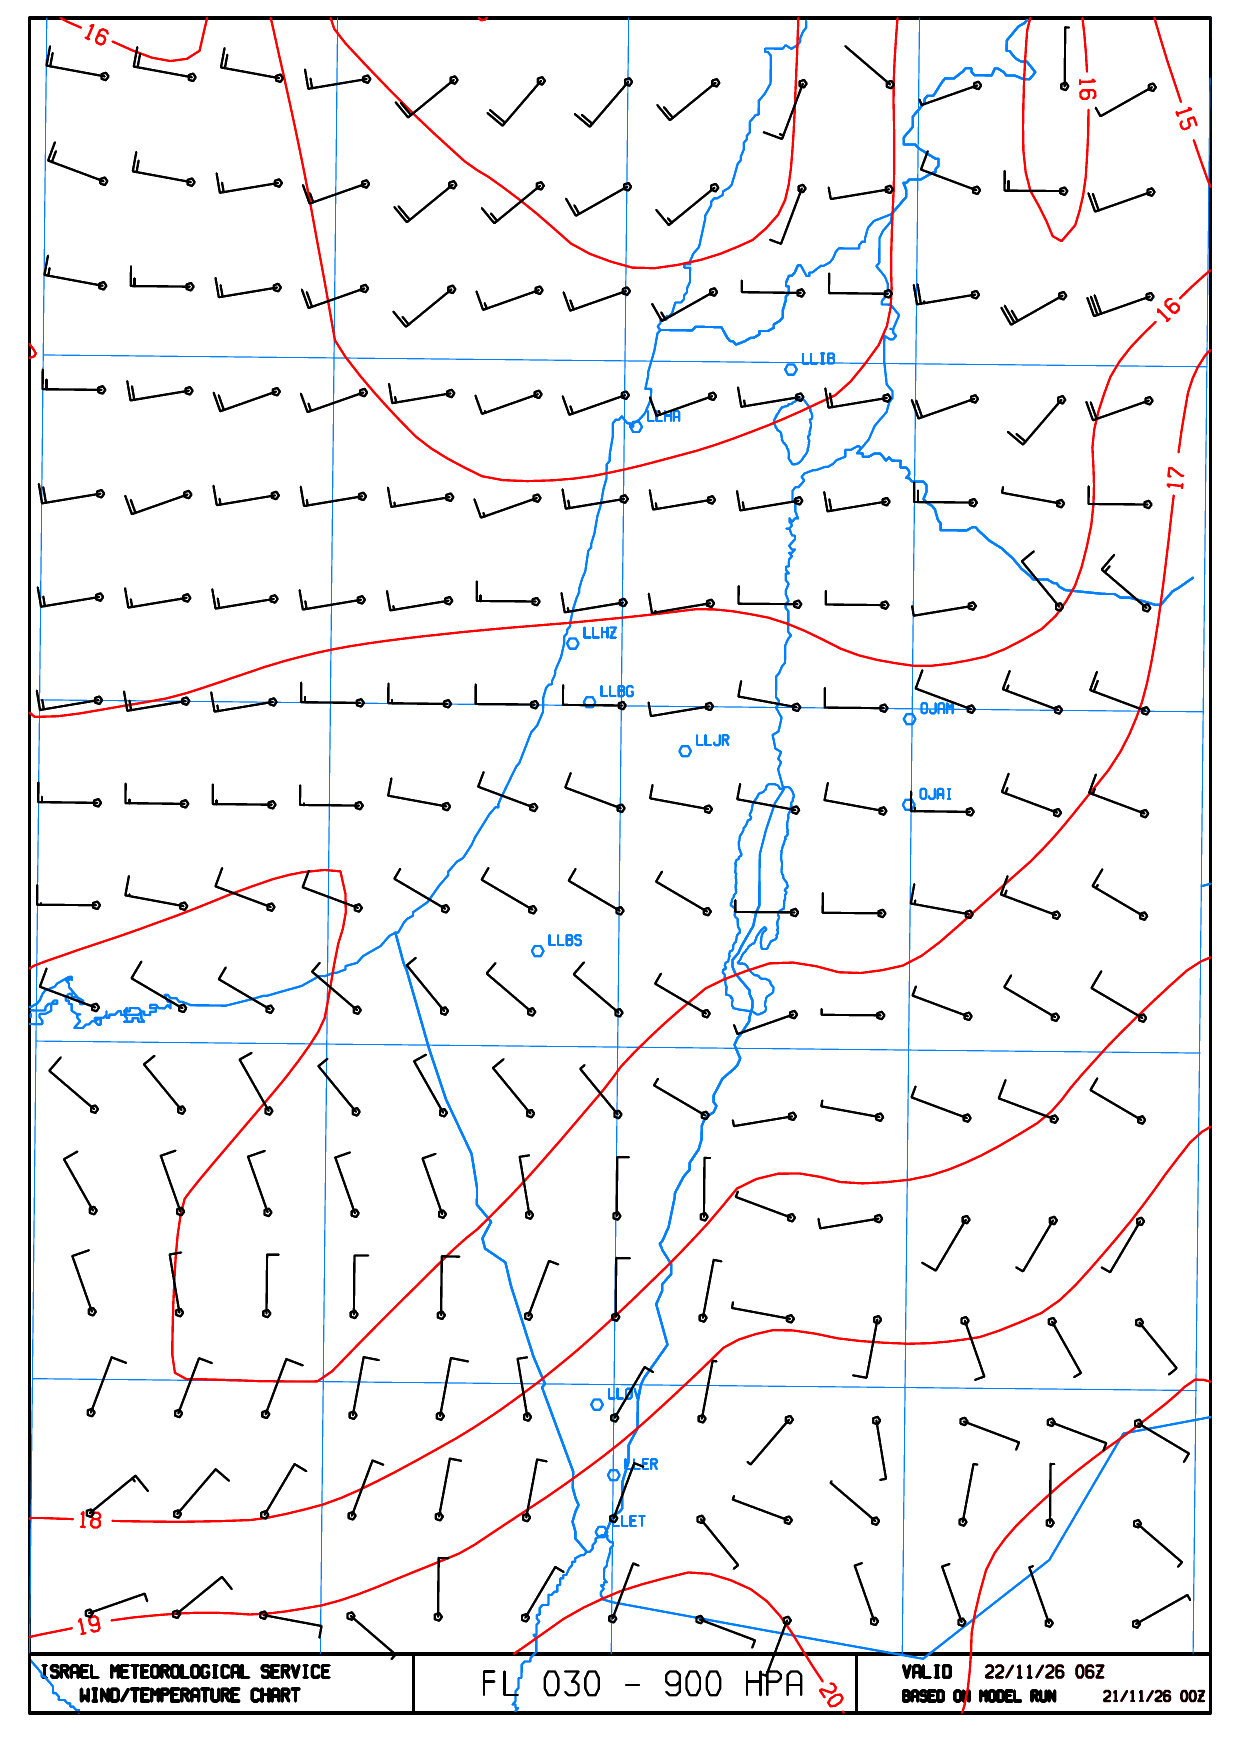 16
16
15
16
LLIB
LLHA
17
LLHZ
LLBG
OJAM
LLJR
OJAI
LLBS
LLOV
LLER
18
LLET
19
ISRAEL METEOROLOGICAL SERVICE
WIND/TEMPERATURE CHART
FL 030 - 900 HPA
20
VALID 22/11/26 06Z
BASED ON MODEL RUN 21/11/26 00Z